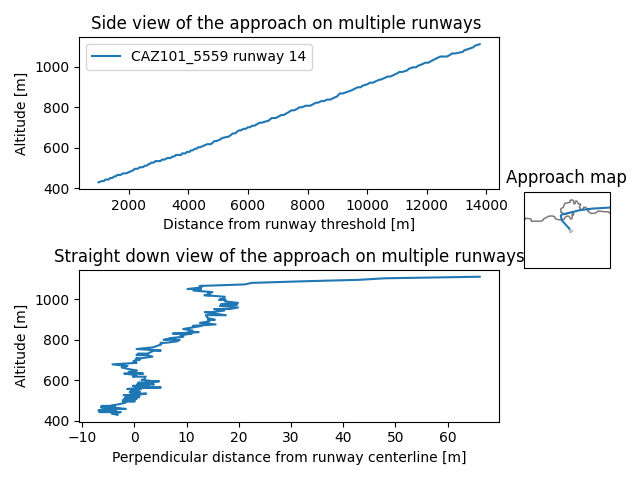 Side view of the approach on multiple runways
CAZ101_5559 runway 14
Altitude [m]
1000
800
600
400
2000
4000
6000
8000
10000
12000
14000
Distance from runway threshold [m]
Approach map
Straight down view of the approach on multiple runways
Altitude [m]
1000
800
600
400
−10
0
10
20
30
40
50
60
Perpendicular distance from runway centerline [m]